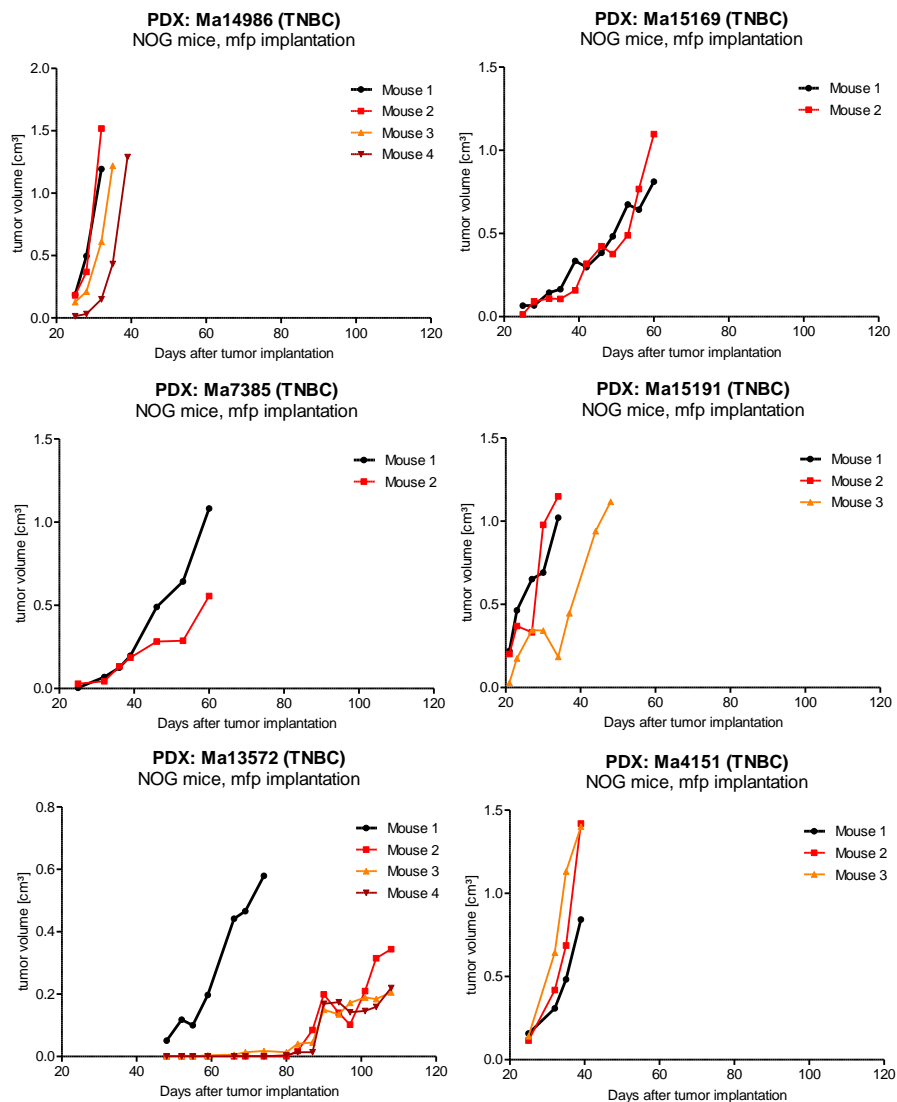 PDX: Ma14986 (TNBC)
NOG mice, mfp implantation
2.0
1.5
1.0
0.5
0.0
tumor volume [cm³]
20 40 60 80 100 120
Days after tumor implantation
Mouse 1
Mouse 2
Mouse 3
Mouse 4
PDX: Ma15169 (TNBC)
NOG mice, mfp implantation
1.5
1.0
0.5
0.0
tumor volume [cm³]
20 40 60 80 100 120
Days after tumor implantation
Mouse 1
Mouse 2
PDX: Ma7385 (TNBC)
NOG mice, mfp implantation
1.5
1.0
0.5
0.0
tumor volume [cm³]
20 40 60 80 100 120
Days after tumor implantation
Mouse 1
Mouse 2
PDX: Ma15191 (TNBC)
NOG mice, mfp implantation
1.5
1.0
0.5
0.0
tumor volume [cm³]
20 40 60 80 100 120
Days after tumor implantation
Mouse 1
Mouse 2
Mouse 3
PDX: Ma13572 (TNBC)
NOG mice, mfp implantation
0.8
0.6
0.4
0.2
0.0
tumor volume [cm³]
20 40 60 80 100 120
Days after tumor implantation
Mouse 1
Mouse 2
Mouse 3
Mouse 4
PDX: Ma4151 (TNBC)
NOG mice, mfp implantation
1.5
1.0
0.5
0.0
tumor volume [cm³]
20 40 60 80 100 120
Days after tumor implantation
Mouse 1
Mouse 2
Mouse 3